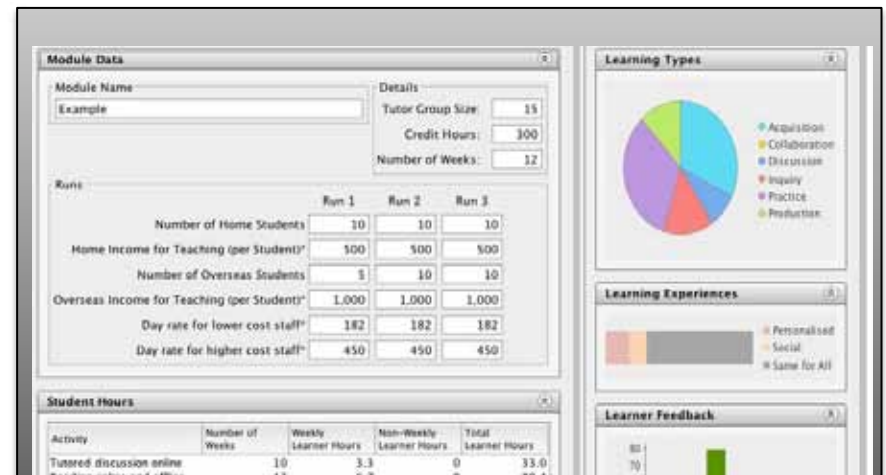 Module Data
Module Name
Example
Details
Tutor Group Size: 15
Credit Hours: 300
Number of Weeks: 12
Runs
Run 1 Run 2 Run 3
Number of Home Students 10 10 10
Home Income for Teaching (per Student)* 500 500 500
Number of Overseas Students 5 10 10
Overseas Income for Teaching (per Student)* 1,000 1,000 1,000
Day rate for lower cost staff* 182 182 182
Day rate for higher cost staff* 450 450 450
Student Hours
Activity Number of Weeks Weekly Learner Hours Non-Weekly Learner Hours Total Learner Hours
Tutored discussion online 10 3.3 0 33.0
Learning Types
Acquisition
Collaboration
Discussion
Inquiry
Practice
Production
Learning Experiences
Personalised
Social
Same for All
Learner Feedback
80
70